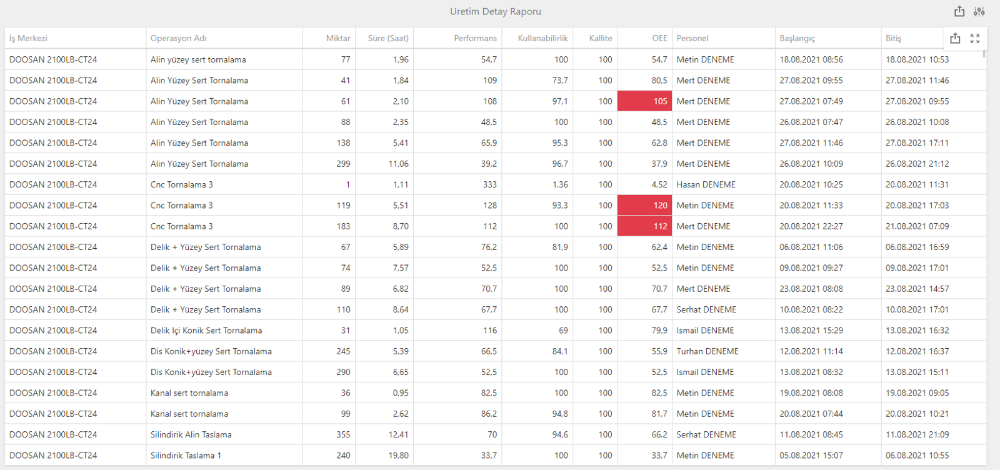 Uretim Detay Raporu
İş Merkezi Operasyon Adı Miktar Süre (Saat) Performans Kullanabilirlik Kallite OEE Personel Başlangıç Bitiş
DOOSAN 2100LB-CT24 Alin yüzey sert tornalama 77 1,96 54,7 100 100 54,7 Metin DENEME 18.08.2021 08:56 18.08.2021 10:53
DOOSAN 2100LB-CT24 Alin Yüzey Sert Tornalama 41 1,84 109 73,7 100 80,5 Mert DENEME 27.08.2021 09:55 27.08.2021 11:46
DOOSAN 2100LB-CT24 Alin Yüzey Sert Tornalama 61 2,10 108 97,1 100 105 Mert DENEME 27.08.2021 07:49 27.08.2021 09:55
DOOSAN 2100LB-CT24 Alin Yüzey Sert Tornalama 88 2,35 48,5 100 100 48,5 Mert DENEME 26.08.2021 07:47 26.08.2021 10:08
DOOSAN 2100LB-CT24 Alin Yüzey Sert Tornalama 138 5,41 65,9 95,3 100 62,8 Mert DENEME 27.08.2021 11:46 27.08.2021 17:11
DOOSAN 2100LB-CT24 Alin Yüzey Sert Tornalama 299 11,06 39,2 96,7 100 37,9 Mert DENEME 26.08.2021 10:09 26.08.2021 21:12
DOOSAN 2100LB-CT24 Cnc Tornalama 3 1 1,11 333 1,36 100 4,52 Hasan DENEME 20.08.2021 10:25 20.08.2021 11:31
DOOSAN 2100LB-CT24 Cnc Tornalama 3 119 5,51 128 93,3 100 120 Metin DENEME 20.08.2021 11:33 20.08.2021 17:03
DOOSAN 2100LB-CT24 Cnc Tornalama 3 183 8,70 112 100 100 112 Mert DENEME 20.08.2021 22:27 21.08.2021 07:09
DOOSAN 2100LB-CT24 Delik + Yüzey Sert Tornalama 67 5,89 76,2 81,9 100 62,4 Metin DENEME 06.08.2021 11:06 06.08.2021 16:59
DOOSAN 2100LB-CT24 Delik + Yüzey Sert Tornalama 74 7,57 52,5 100 100 52,5 Metin DENEME 09.08.2021 09:27 09.08.2021 17:01
DOOSAN 2100LB-CT24 Delik + Yüzey Sert Tornalama 89 6,82 70,7 100 100 70,7 Mert DENEME 23.08.2021 08:08 23.08.2021 14:57
DOOSAN 2100LB-CT24 Delik + Yüzey Sert Tornalama 110 8,64 67,7 100 100 67,7 Serhat DENEME 10.08.2021 08:22 10.08.2021 17:01
DOOSAN 2100LB-CT24 Delik Içi Konik Sert Tornalama 31 1,05 116 69 100 79,9 Ismail DENEME 13.08.2021 15:29 13.08.2021 16:32
DOOSAN 2100LB-CT24 Dis Konik+yüzey Sert Tornalama 245 5,39 66,5 84,1 100 55,9 Turhan DENEME 12.08.2021 11:14 12.08.2021 16:37
DOOSAN 2100LB-CT24 Dis Konik+yüzey Sert Tornalama 290 6,65 52,5 100 100 52,5 Ismail DENEME 13.08.2021 08:32 13.08.2021 15:11
DOOSAN 2100LB-CT24 Kanal sert tornalama 36 0,95 82,5 100 100 82,5 Metin DENEME 19.08.2021 08:08 19.08.2021 09:05
DOOSAN 2100LB-CT24 Kanal sert tornalama 99 2,62 86,2 94,8 100 81,7 Metin DENEME 20.08.2021 07:44 20.08.2021 10:21
DOOSAN 2100LB-CT24 Silindirik Alin Taslama 355 12,41 70 94,6 100 66,2 Serhat DENEME 11.08.2021 08:45 11.08.2021 21:09
DOOSAN 2100LB-CT24 Silindirik Taslama 1 240 19,80 33,7 100 100 33,7 Metin DENEME 05.08.2021 15:07 06.08.2021 10:55